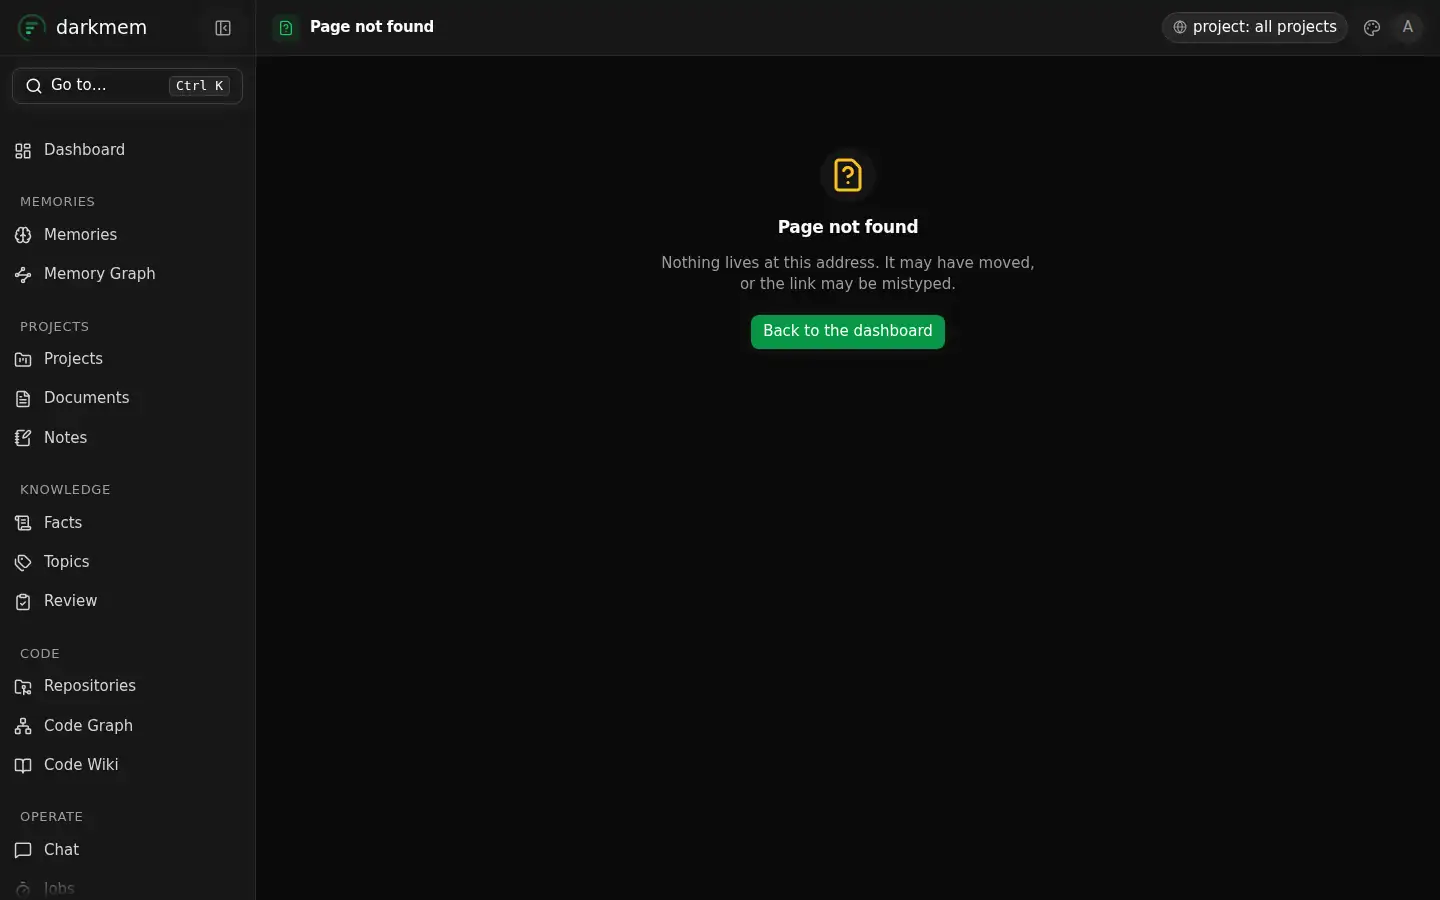 darkmem
Page not found
project: all projects
A
Go to...
Ctrl K
Dashboard
MEMORIES
Memories
Memory Graph
PROJECTS
Projects
Documents
Notes
KNOWLEDGE
Facts
Topics
Review
CODE
Repositories
Code Graph
Code Wiki
OPERATE
Chat
Jobs
Page not found
Nothing lives at this address. It may have moved,
or the link may be mistyped.
Back to the dashboard